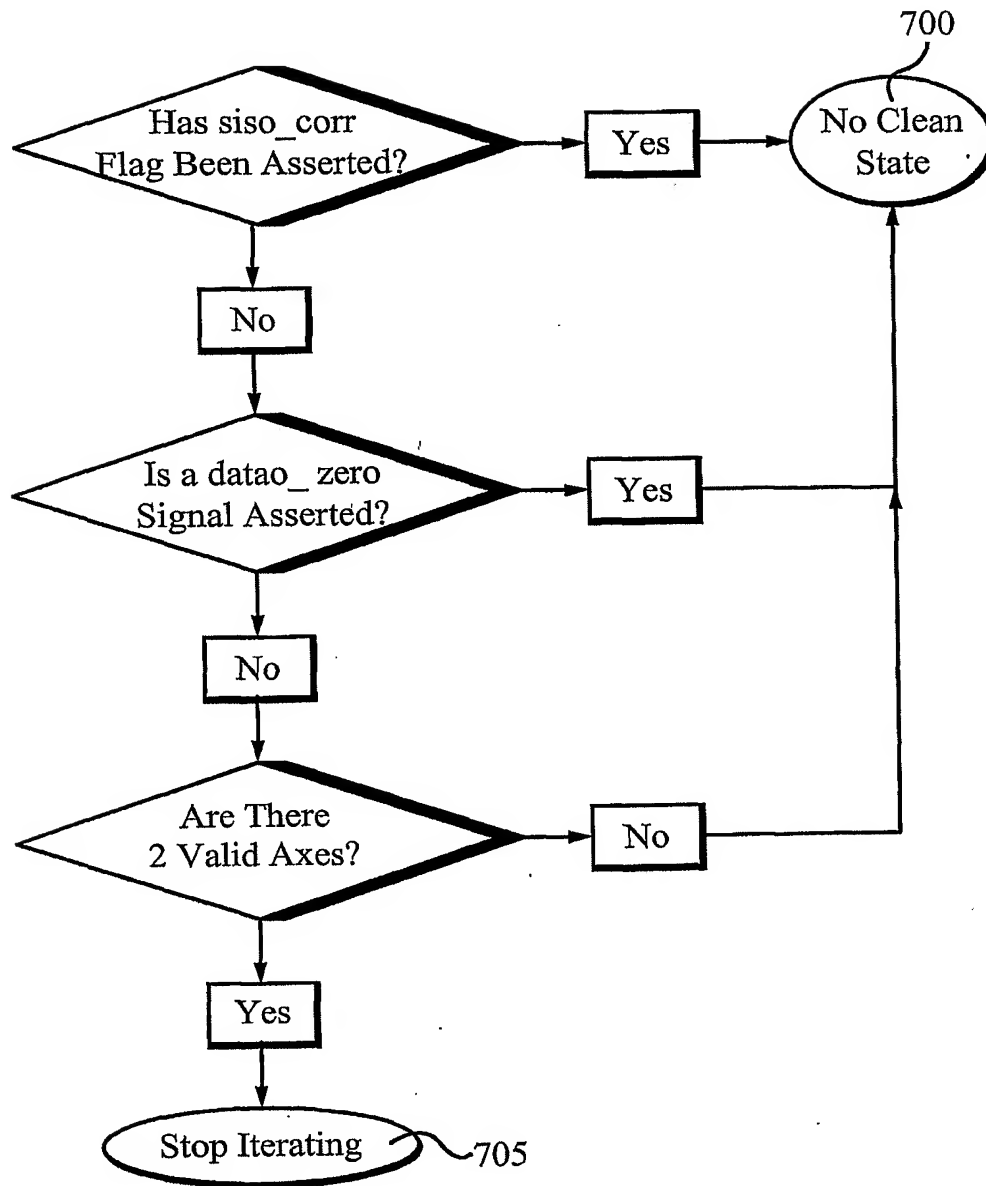 700
Has siso_corr
Flag Been Asserted?
Yes
No Clean
State
No
Is a datao_ zero
Signal Asserted?
Yes
No
Are There
2 Valid Axes?
No
Yes
Stop Iterating
705